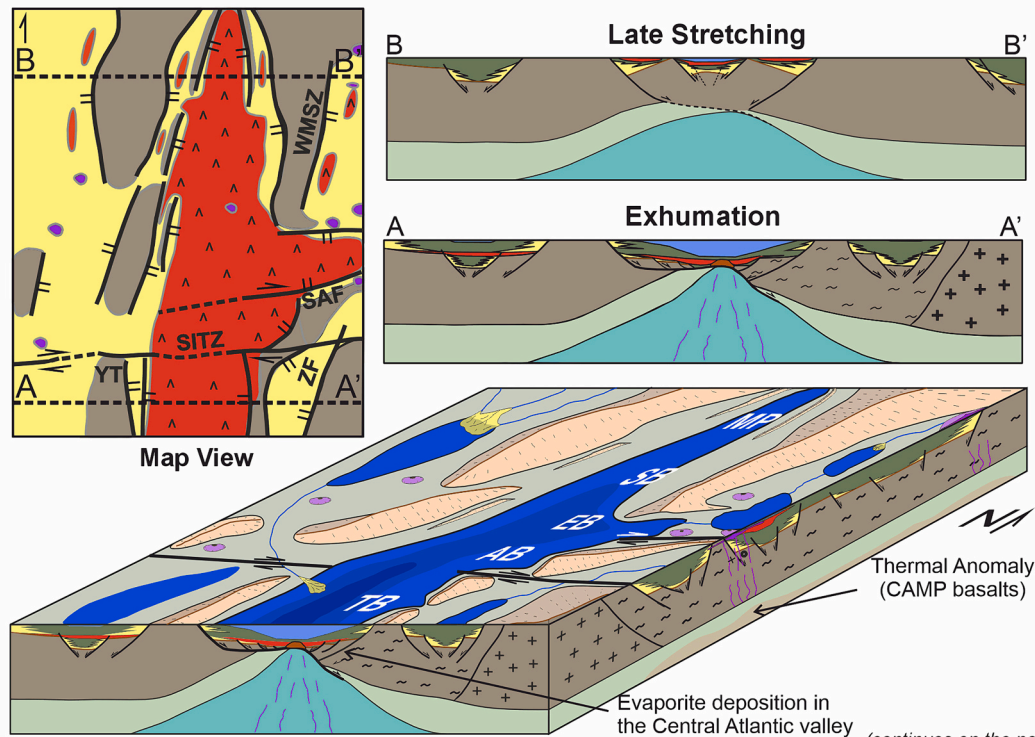 B
B'
WMSZ
SAF
SITZ
YT
ZF
A
A'
Map View
Late Stretching
B
B'
Exhumation
A
A'
MP
SB
EB
AB
TB
N
Thermal Anomaly
(CAMP basalts)
Evaporite deposition in
the Central Atlantic valley